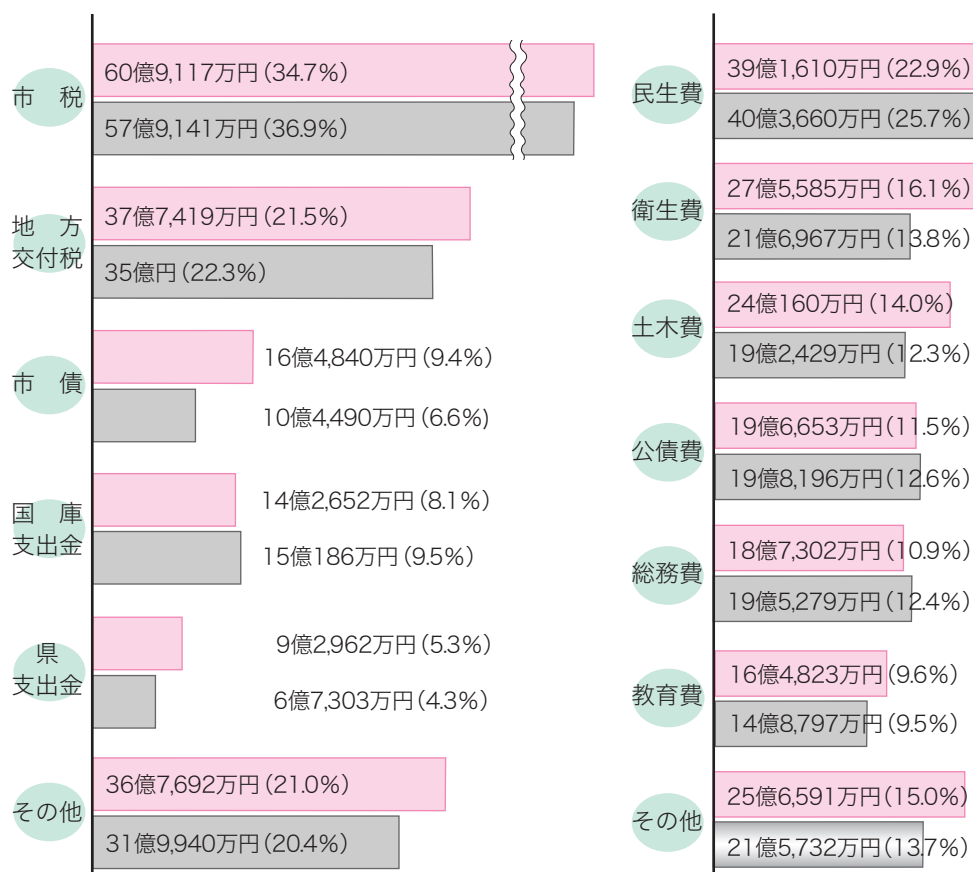 市　税
60億9,117万円（34.7%）
57億9,141万円（36.9%）
地　方
交付税
37億7,419万円（21.5%）
35億円（22.3%）
市　債
16億4,840万円（9.4%）
10億4,490万円（6.6%）
国　庫
支出金
14億2,652万円（8.1%）
15億186万円（9.5%）
県
支出金
9億2,962万円（5.3%）
6億7,303万円（4.3%）
その他
36億7,692万円（21.0%）
31億9,940万円（20.4%）
民生費
39億1,610万円（22.9%）
40億3,660万円（25.7%）
衛生費
27億5,585万円（16.1%）
21億6,967万円（13.8%）
土木費
24億160万円（14.0%）
19億2,429万円（12.3%）
公債費
19億6,653万円（11.5%）
19億8,196万円（12.6%）
総務費
18億7,302万円（10.9%）
19億5,279万円（12.4%）
教育費
16億4,823万円（9.6%）
14億8,797万円（9.5%）
その他
25億6,591万円（15.0%）
21億5,732万円（13.7%）